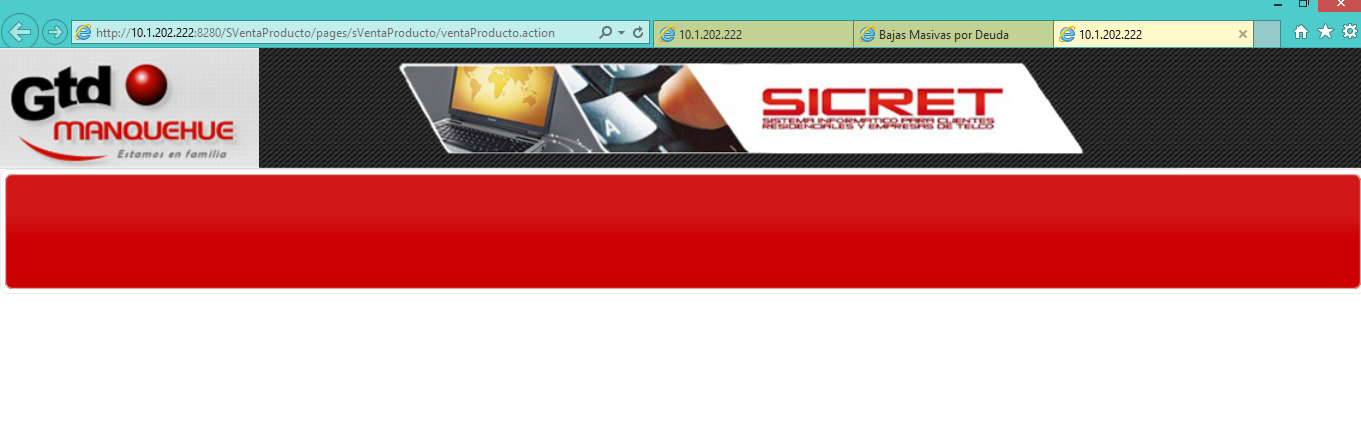 http://10.1.202.222:8280/SVentaProducto/pages/sVentaProducto/ventaProducto.action
10.1.202.222
Bajas Masivas por Deuda
10.1.202.222
Gtd
MANQUEHUE
Estamos en familia
A
SICRET
SISTEMA INFORMATICO PARA CLIENTES
RESIDENCIALES Y EMPRESAS DE TELCO